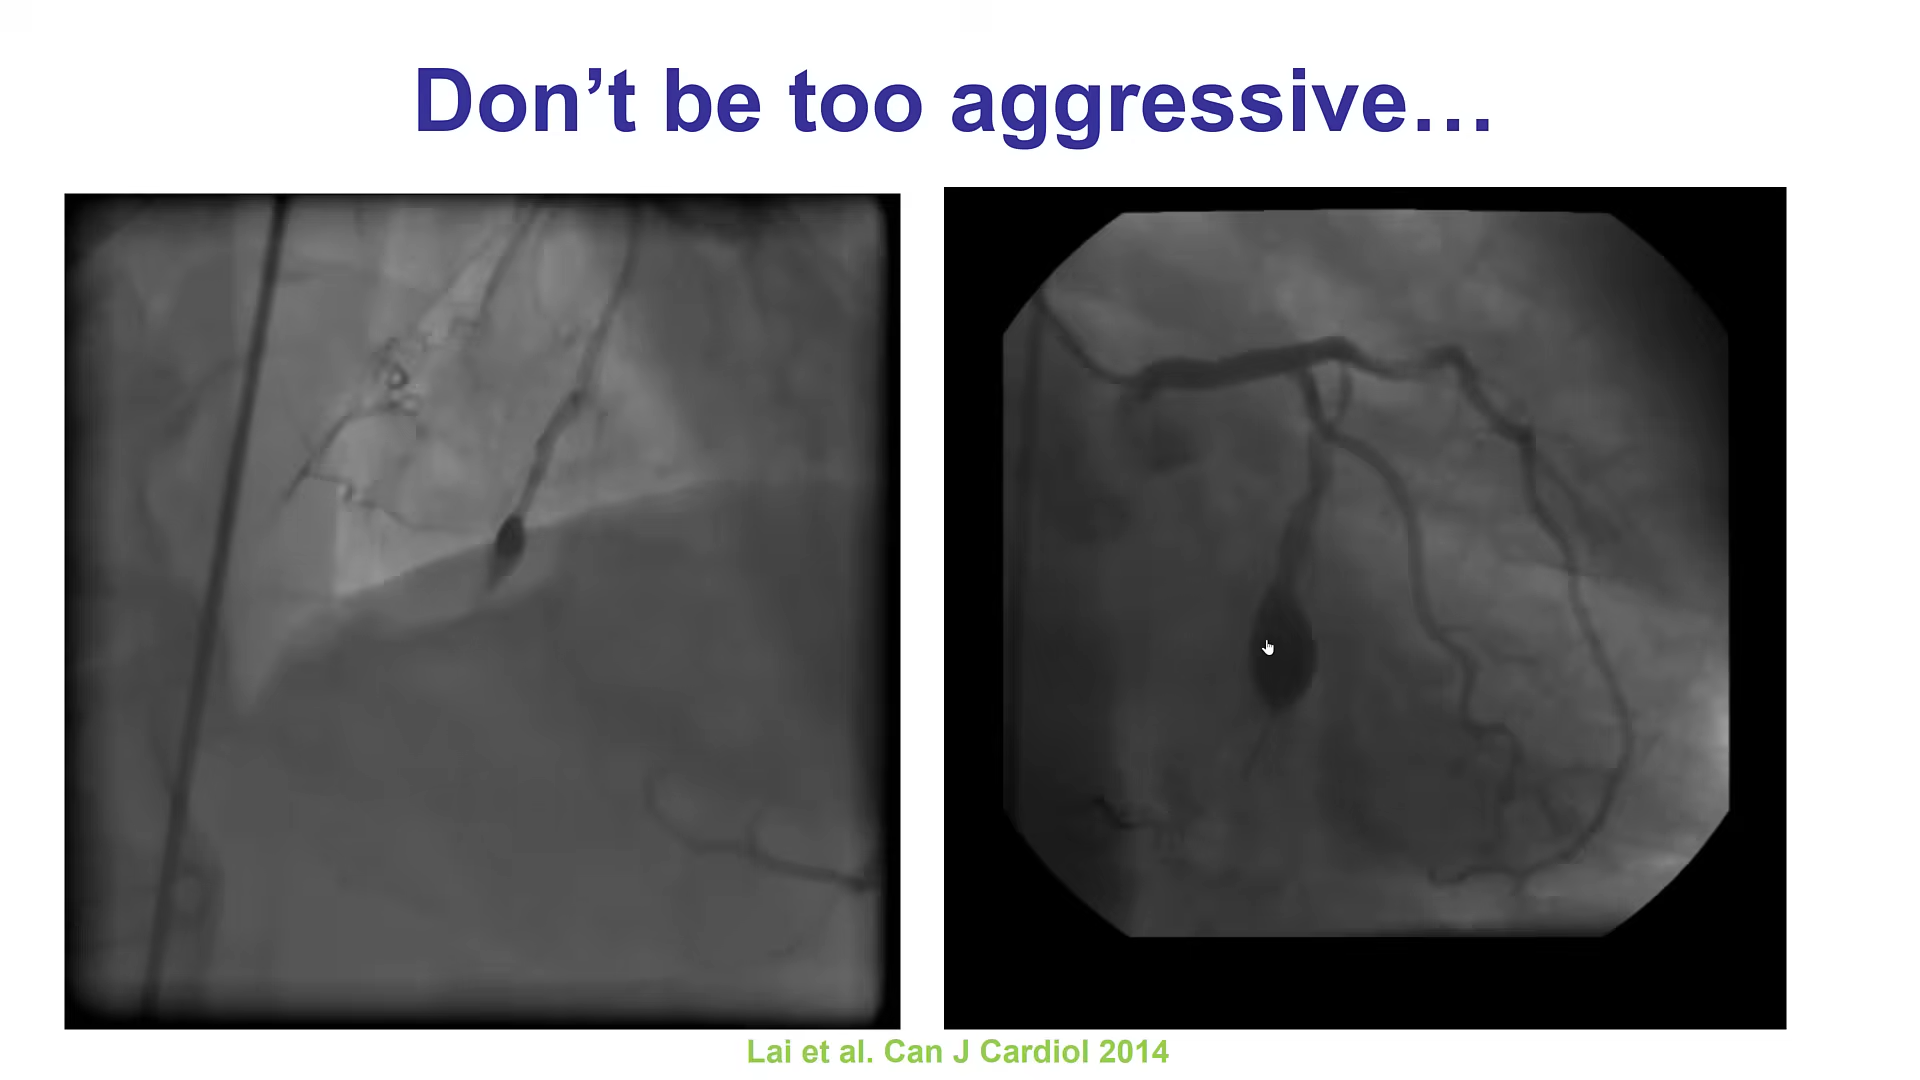 Don’t be too aggressive…
Lai et al. Can J Cardiol 2014